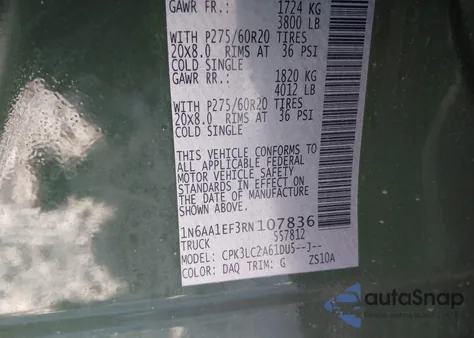 GAWR FR.: 1724 KG
3800 LB
WITH P275/60R20 TIRES
20X8.0 RIMS AT 36 PSI
COLD SINGLE
GAWR RR.: 1820 KG
4012 LB
WITH P275/60R20 TIRES
20X8.0 RIMS AT 36 PSI
COLD SINGLE
THIS VEHICLE CONFORMS TO
ALL APPLICABLE FEDERAL
MOTOR VEHICLE SAFETY
STANDARDS IN EFFECT ON
THE DATE OF MANUFACTURE
SHOWN ABOVE.
1N6AA1EF3RN107836
TRUCK S57812
MODEL: CPK3LC2A61DU5--J--
COLOR: DAQ TRIM: G ZS10A
autoSnap